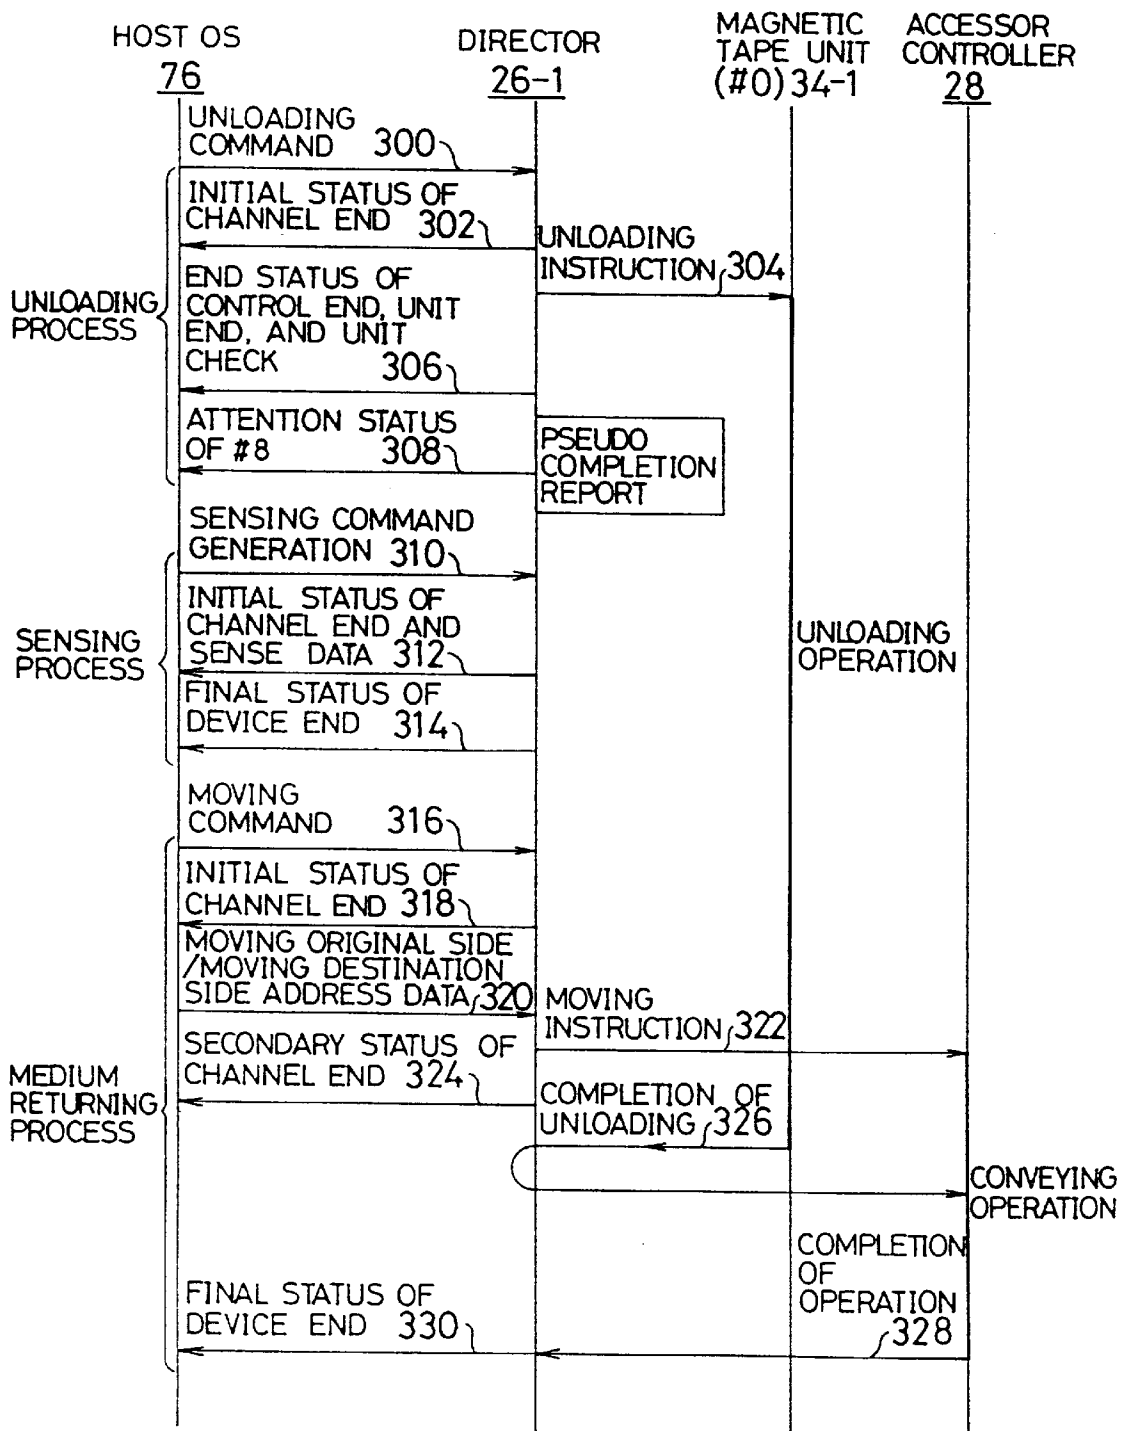 HOST OS
76
DIRECTOR
26-1
MAGNETIC
TAPE UNIT
(#0)34-1
ACCESSOR
CONTROLLER
28
UNLOADING
COMMAND 300
INITIAL STATUS OF
CHANNEL END 302
UNLOADING
INSTRUCTION 304
UNLOADING
PROCESS
END STATUS OF
CONTROL END, UNIT
END, AND UNIT
CHECK 306
ATTENTION STATUS
OF #8 308
PSEUDO
COMPLETION
REPORT
SENSING COMMAND
GENERATION 310
SENSING
PROCESS
INITIAL STATUS OF
CHANNEL END AND
SENSE DATA 312
UNLOADING
OPERATION
FINAL STATUS OF
DEVICE END 314
MOVING
COMMAND 316
INITIAL STATUS OF
CHANNEL END 318
MOVING ORIGINAL SIDE
/MOVING DESTINATION
SIDE ADDRESS DATA 320
MOVING
INSTRUCTION 322
SECONDARY STATUS OF
CHANNEL END 324
MEDIUM
RETURNING
PROCESS
COMPLETION OF
UNLOADING 326
CONVEYING
OPERATION
COMPLETION
OF
OPERATION
328
FINAL STATUS OF
DEVICE END 330